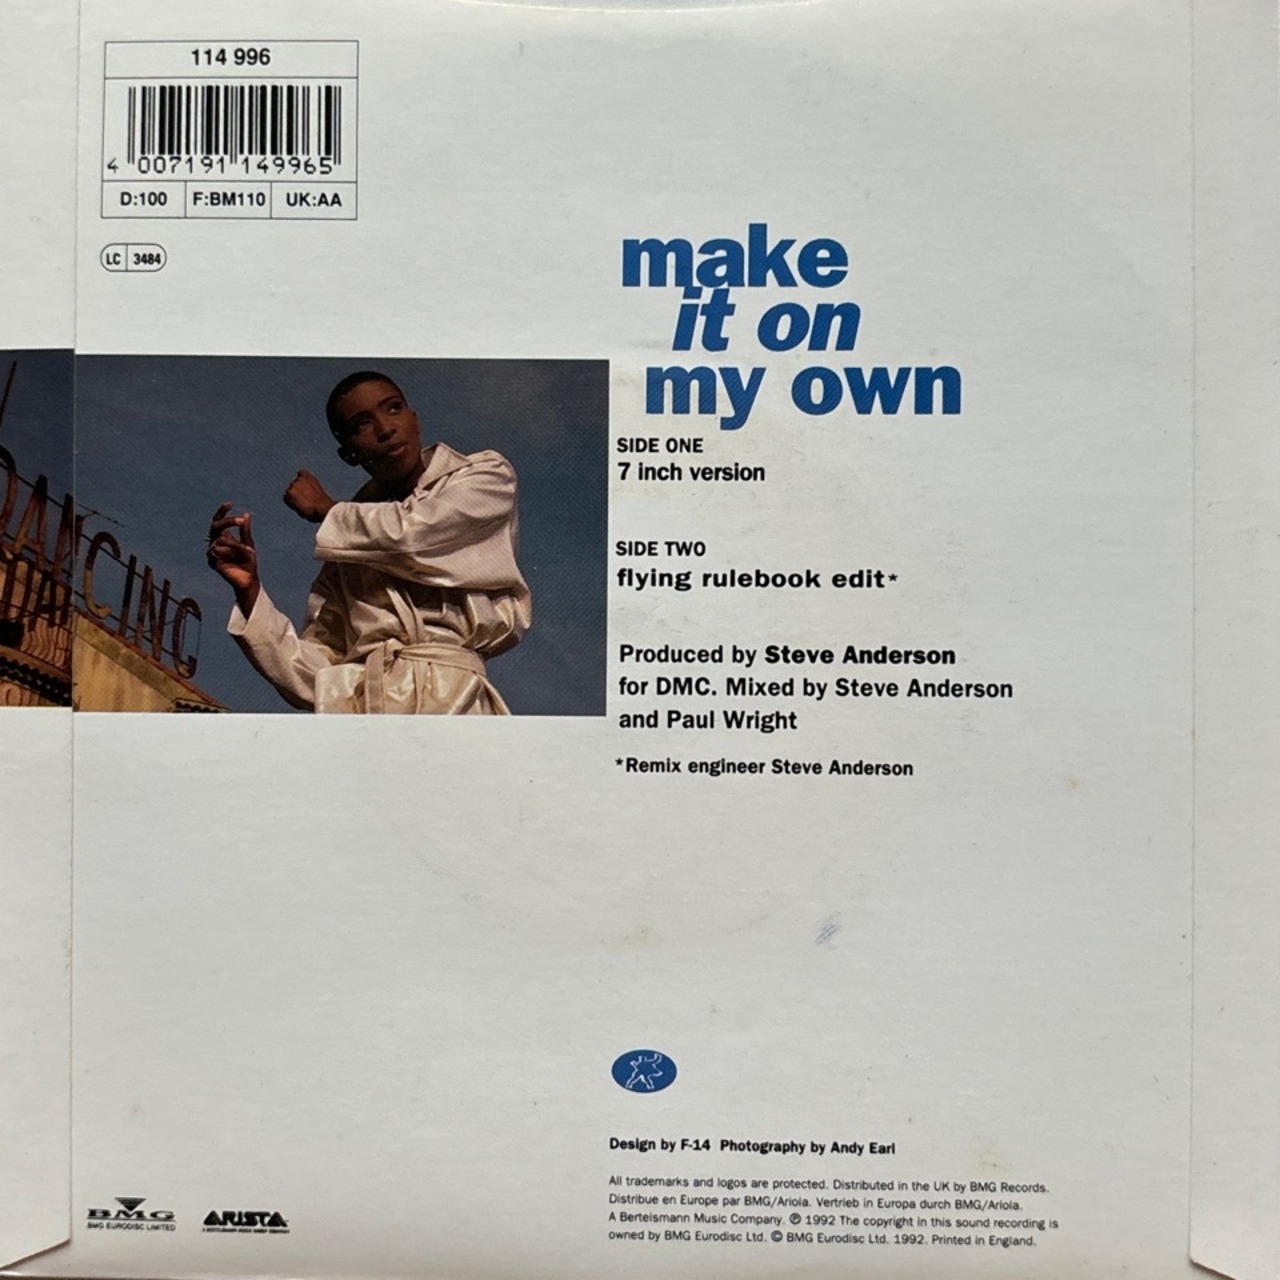 114 996
4 007191 149965
D:100 F:BM110 UK:AA
LC 3484
make
it on
my own
SIDE ONE
7 inch version
SIDE TWO
flying rulebook edit*
Produced by Steve Anderson
for DMC. Mixed by Steve Anderson
and Paul Wright
*Remix engineer Steve Anderson
DANCING
Design by F-14 Photography by Andy Earl
All trademarks and logos are protected. Distributed in the UK by BMG Records.
Distribue en Europe par BMG/Ariola. Vertrieb in Europa durch BMG/Ariola.
A Bertelsmann Music Company. ℗ 1992 The copyright in this sound recording is
owned by BMG Eurodisc Ltd. © BMG Eurodisc Ltd. 1992. Printed in England.
BMG
BMG EURODISC LIMITED
ARISTA